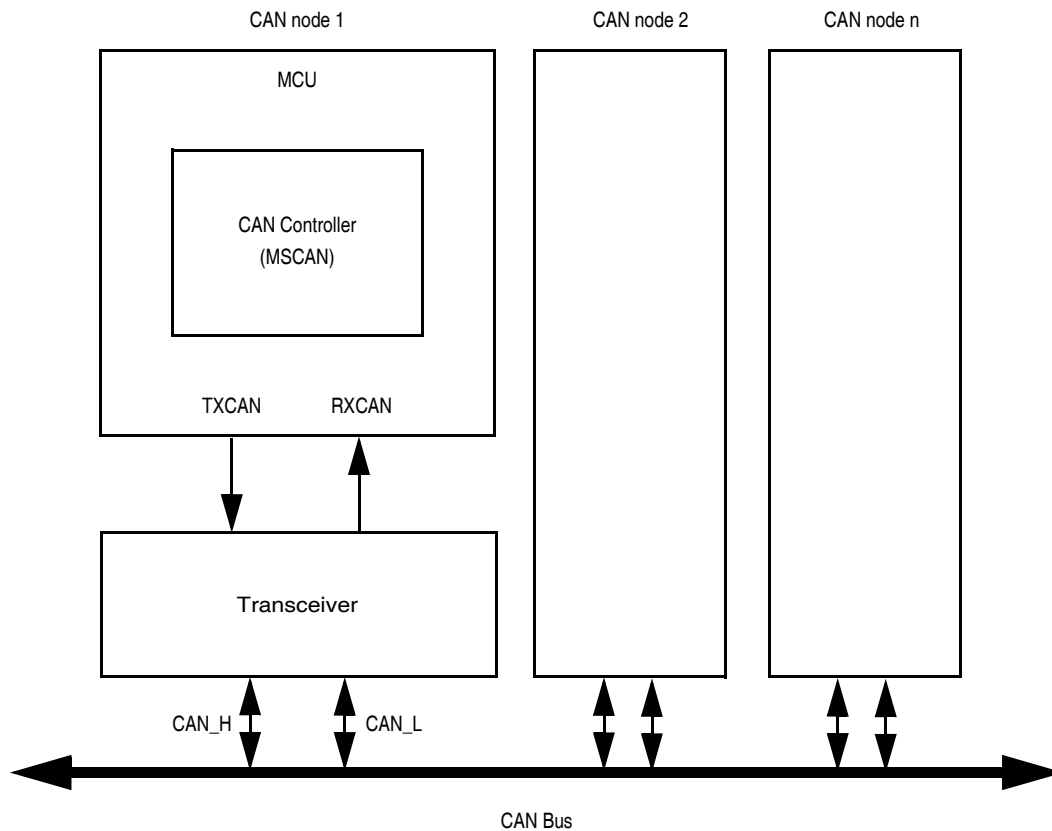 CAN node 1
CAN node 2
CAN node n
MCU
CAN Controller
(MSCAN)
TXCAN
RXCAN
Transceiver
CAN_H
CAN_L
CAN Bus